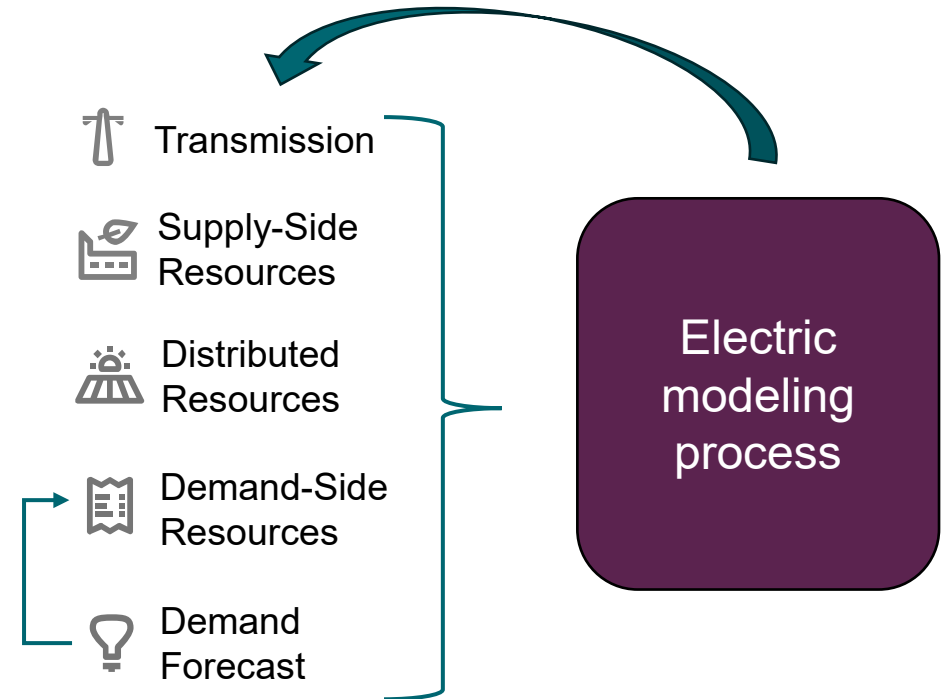 Transmission
Supply-Side
Resources
Distributed
Resources
Demand-Side
Resources
Demand
Forecast
Electric
modeling
process